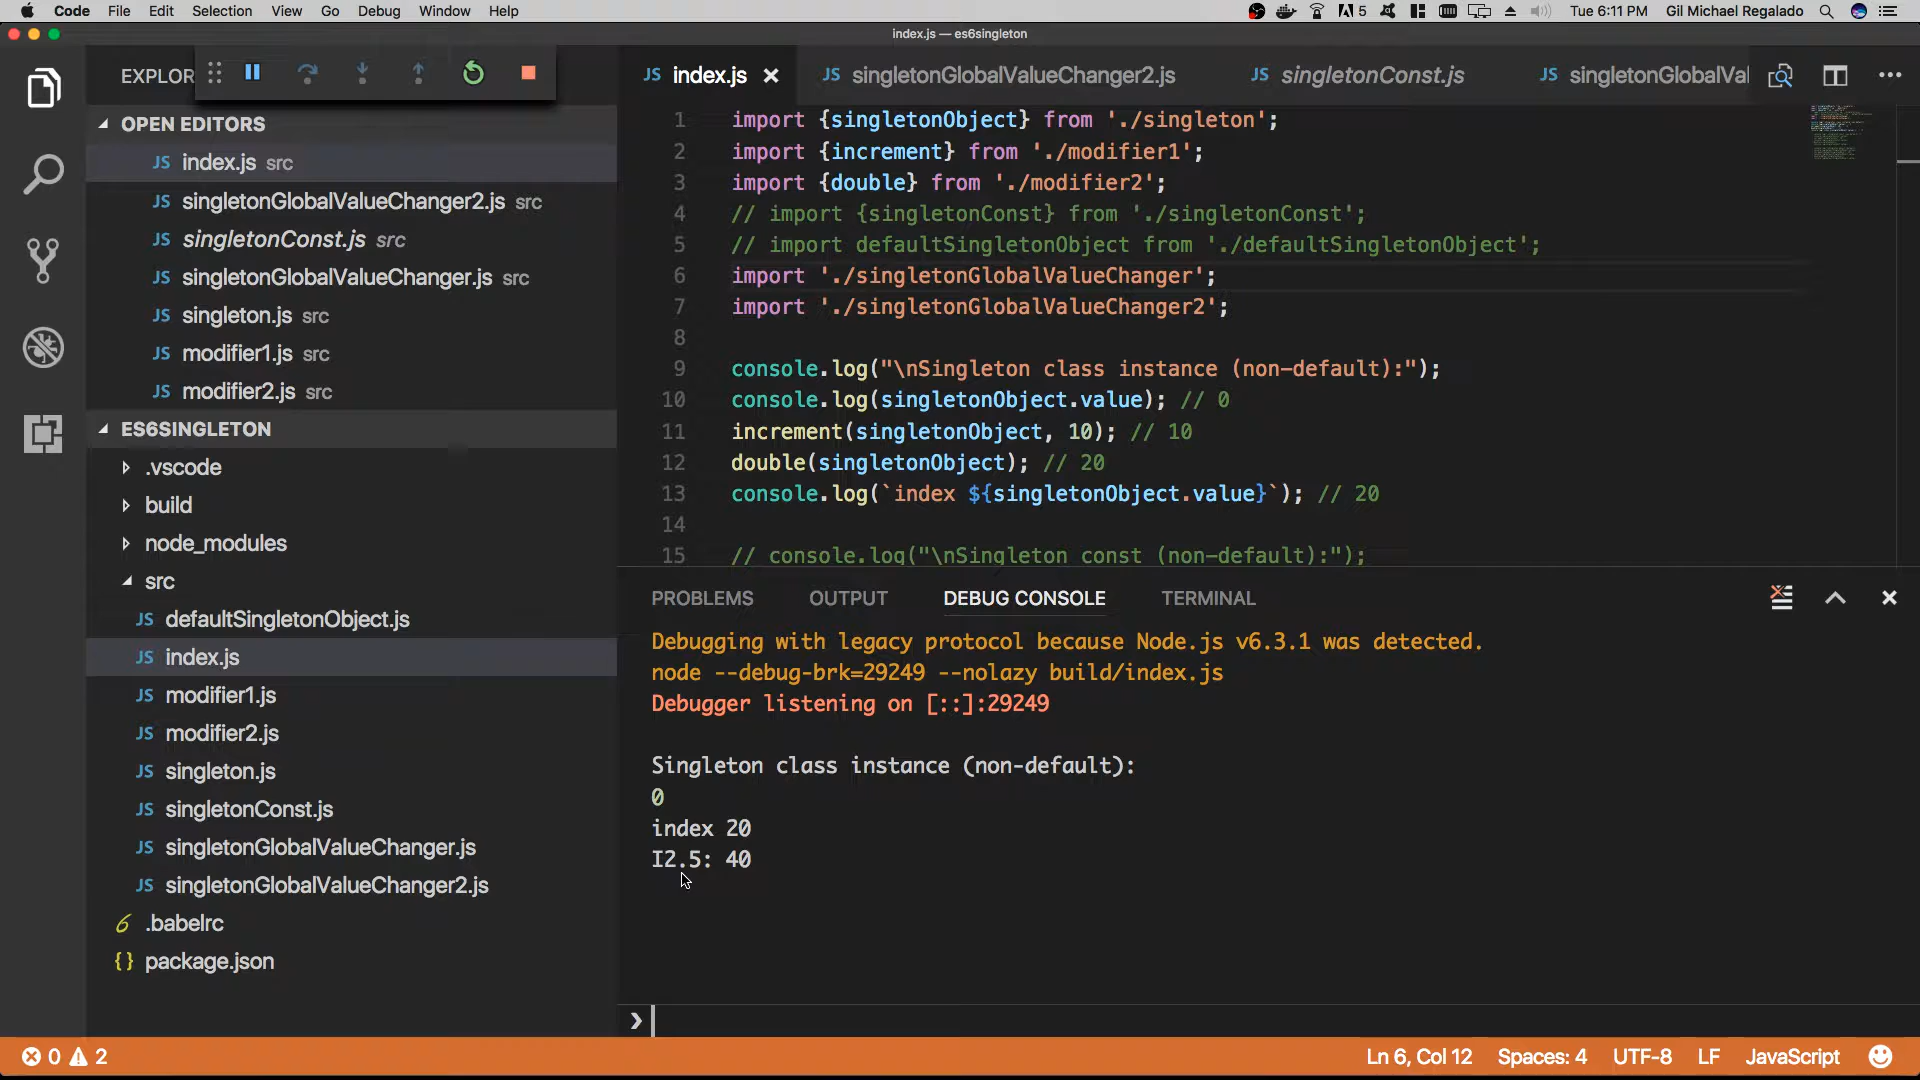 Code File Edit Selection View Go Debug Window Help
5 Tue 6:11 PM Gil Michael Regalado
index.js — es6singleton
EXPLOR
JS index.js
JS singletonGlobalValueChanger2.js
JS singletonConst.js
JS singletonGlobalVal
OPEN EDITORS
JS index.js src
JS singletonGlobalValueChanger2.js src
JS singletonConst.js src
JS singletonGlobalValueChanger.js src
JS singleton.js src
JS modifier1.js src
JS modifier2.js src
ES6SINGLETON
.vscode
build
node_modules
src
JS defaultSingletonObject.js
JS index.js
JS modifier1.js
JS modifier2.js
JS singleton.js
JS singletonConst.js
JS singletonGlobalValueChanger.js
JS singletonGlobalValueChanger2.js
6 .babelrc
{} package.json
1 import {singletonObject} from './singleton';
2 import {increment} from './modifier1';
3 import {double} from './modifier2';
4 // import {singletonConst} from './singletonConst';
5 // import defaultSingletonObject from './defaultSingletonObject';
6 import './singletonGlobalValueChanger';
7 import './singletonGlobalValueChanger2';
8
9 console.log("\nSingleton class instance (non-default):");
10 console.log(singletonObject.value); // 0
11 increment(singletonObject, 10); // 10
12 double(singletonObject); // 20
13 console.log(`index ${singletonObject.value}`); // 20
14
15 // console.log("\nSingleton const (non-default):");
PROBLEMS OUTPUT DEBUG CONSOLE TERMINAL
Debugging with legacy protocol because Node.js v6.3.1 was detected.
node --debug-brk=29249 --nolazy build/index.js
Debugger listening on [::]:29249
Singleton class instance (non-default):
0
index 20
I2.5: 40
0 2
Ln 6, Col 12 Spaces: 4 UTF-8 LF JavaScript